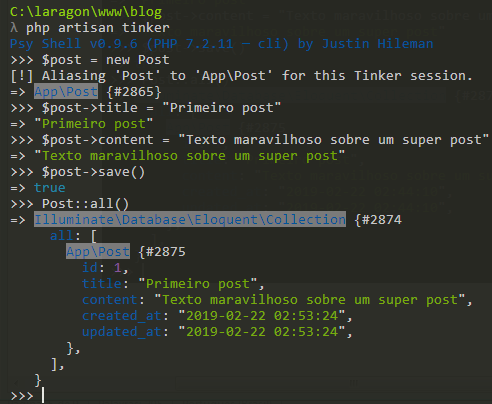 C:\laragon\www\blog
λ php artisan tinker
Psy Shell v0.9.6 (PHP 7.2.11 — cli) by Justin Hileman
>>> $post = new Post
[!] Aliasing 'Post' to 'App\Post' for this Tinker session.
=> App\Post {#2865}
>>> $post->title = "Primeiro post"
=> "Primeiro post"
>>> $post->content = "Texto maravilhoso sobre um super post"
=> "Texto maravilhoso sobre um super post"
>>> $post->save()
=> true
>>> Post::all()
=> Illuminate\Database\Eloquent\Collection {#2874
all: [
App\Post {#2875
id: 1,
title: "Primeiro post",
content: "Texto maravilhoso sobre um super post",
created_at: "2019-02-22 02:53:24",
updated_at: "2019-02-22 02:53:24",
},
],
}
>>>